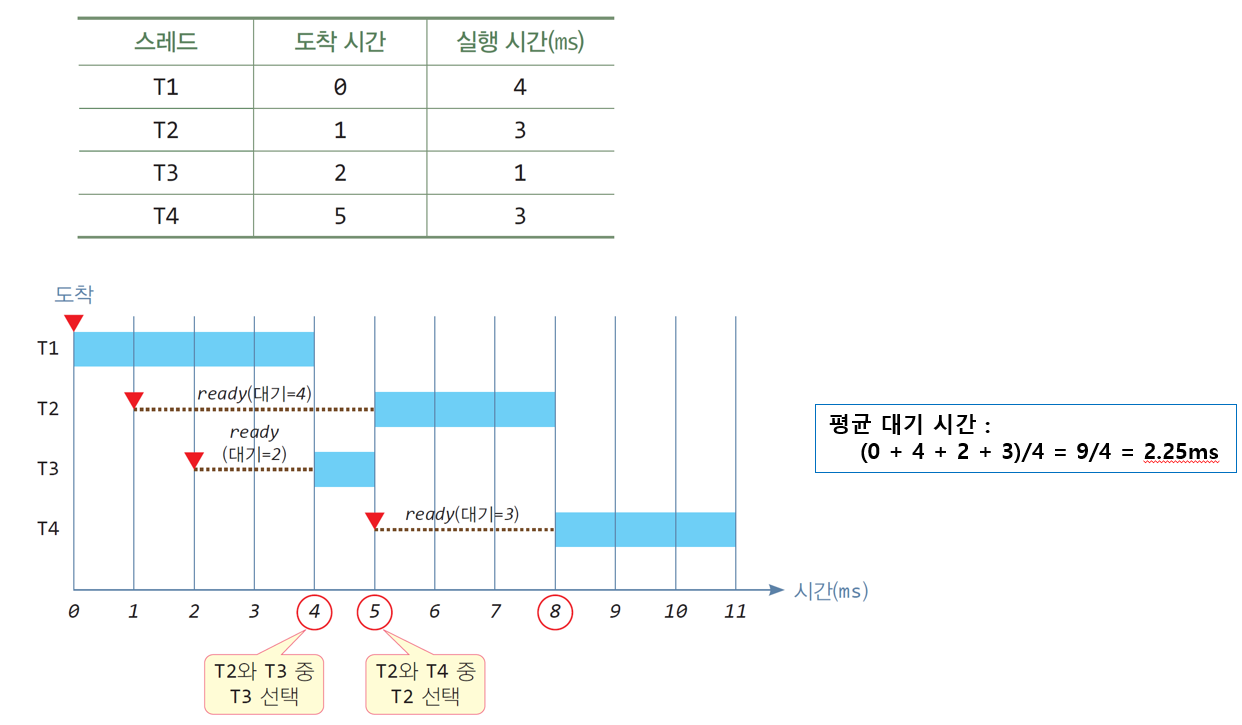 스레드 도착 시간 실행 시간(ms)
T1 0 4
T2 1 3
T3 2 1
T4 5 3
도착
T1
ready(대기=4)
T2
ready
(대기=2)
T3
ready(대기=3)
T4
평균 대기 시간 :
(0 + 4 + 2 + 3)/4 = 9/4 = 2.25ms
시간(ms)
0 1 2 3 4 5 6 7 8 9 10 11
T2와 T3 중
T3 선택
T2와 T4 중
T2 선택